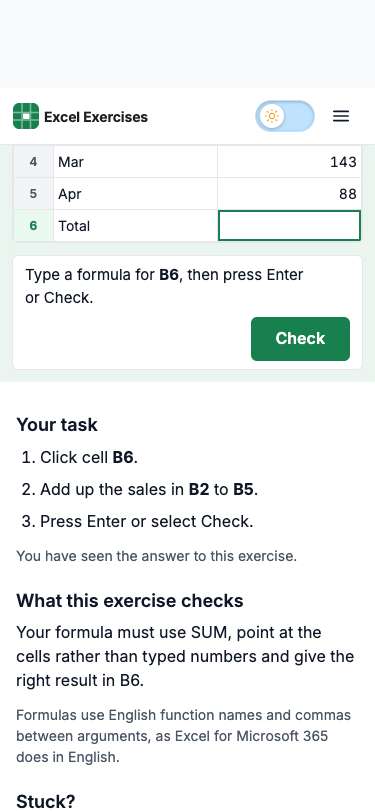 Excel Exercises
4 Mar 143
5 Apr 88
6 Total
Type a formula for B6, then press Enter
or Check.
Check
Your task
1. Click cell B6.
2. Add up the sales in B2 to B5.
3. Press Enter or select Check.
You have seen the answer to this exercise.
What this exercise checks
Your formula must use SUM, point at the
cells rather than typed numbers and give the
right result in B6.
Formulas use English function names and commas
between arguments, as Excel for Microsoft 365
does in English.
Stuck?